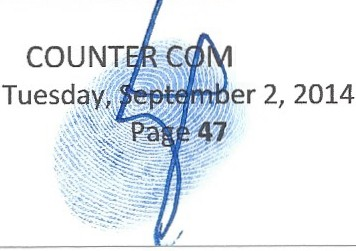 COUNTER COM
Tuesday, September 2, 2014
Page 47